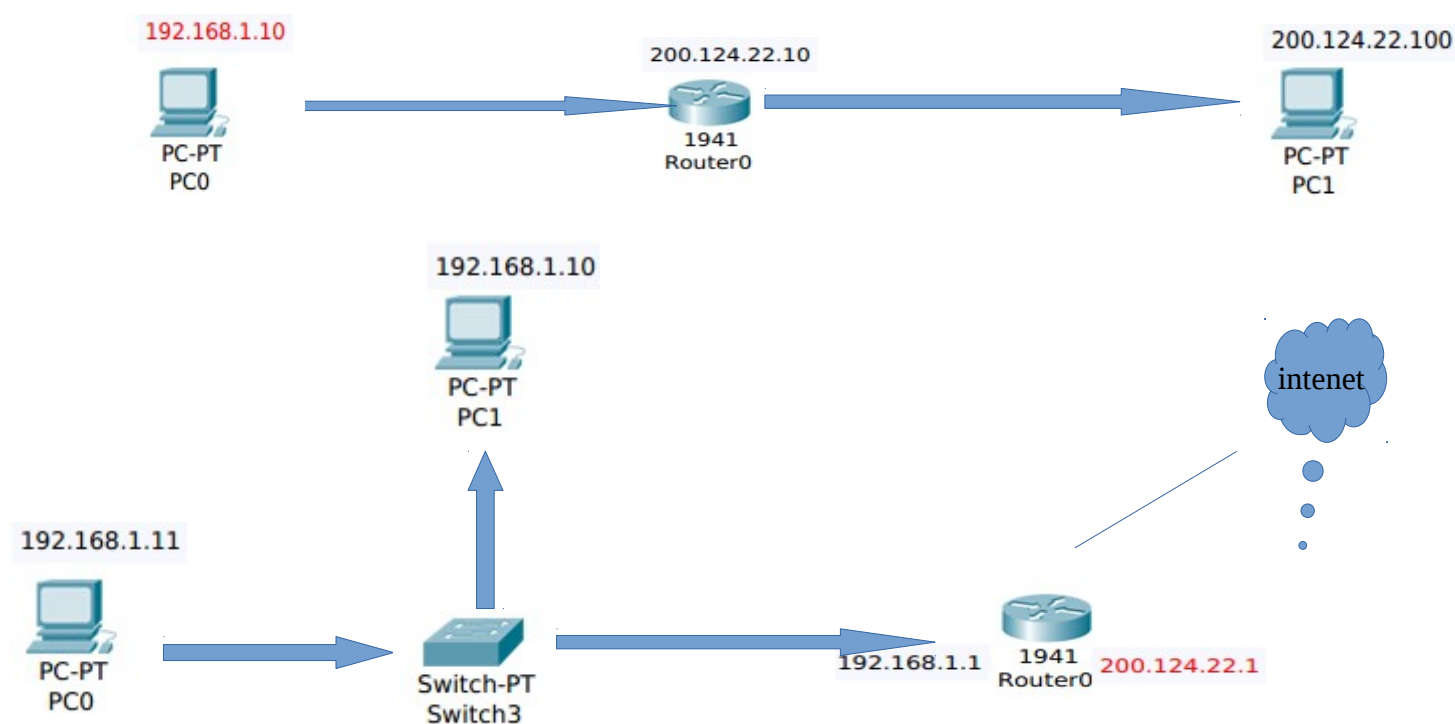 192.168.1.10
200.124.22.10
200.124.22.100
PC-PT
PC0
1941
Router0
PC-PT
PC1
192.168.1.10
PC-PT
PC1
intenet
192.168.1.11
PC-PT
PC0
Switch-PT
Switch3
192.168.1.1
1941
Router0
200.124.22.1